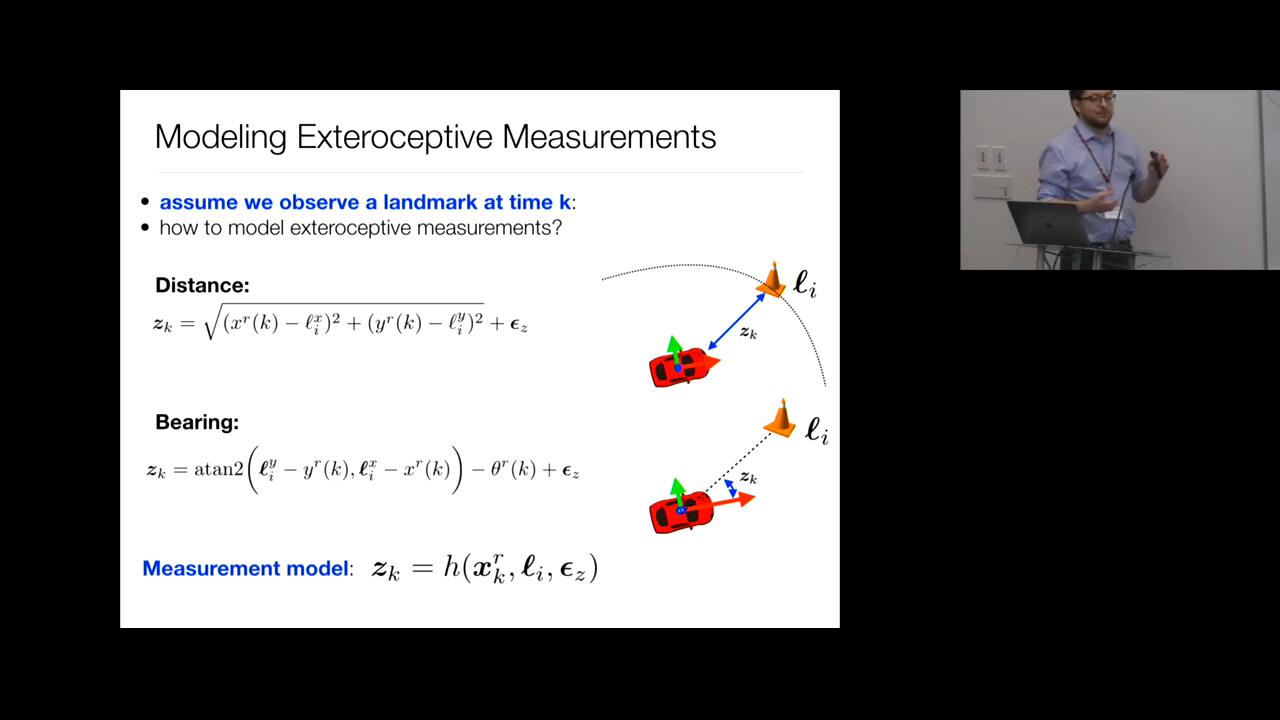 Modeling Exteroceptive Measurements
• assume we observe a landmark at time k:
• how to model exteroceptive measurements?
Distance:
z_k = √((x^r(k) − ℓ_i^x)² + (y^r(k) − ℓ_i^y)²) + ϵ_z
ℓ_i
z_k
Bearing:
z_k = atan2(ℓ_i^y − y^r(k), ℓ_i^x − x^r(k)) − θ^r(k) + ϵ_z
ℓ_i
z_k
Measurement model: z_k = h(x_k^r, ℓ_i, ϵ_z)